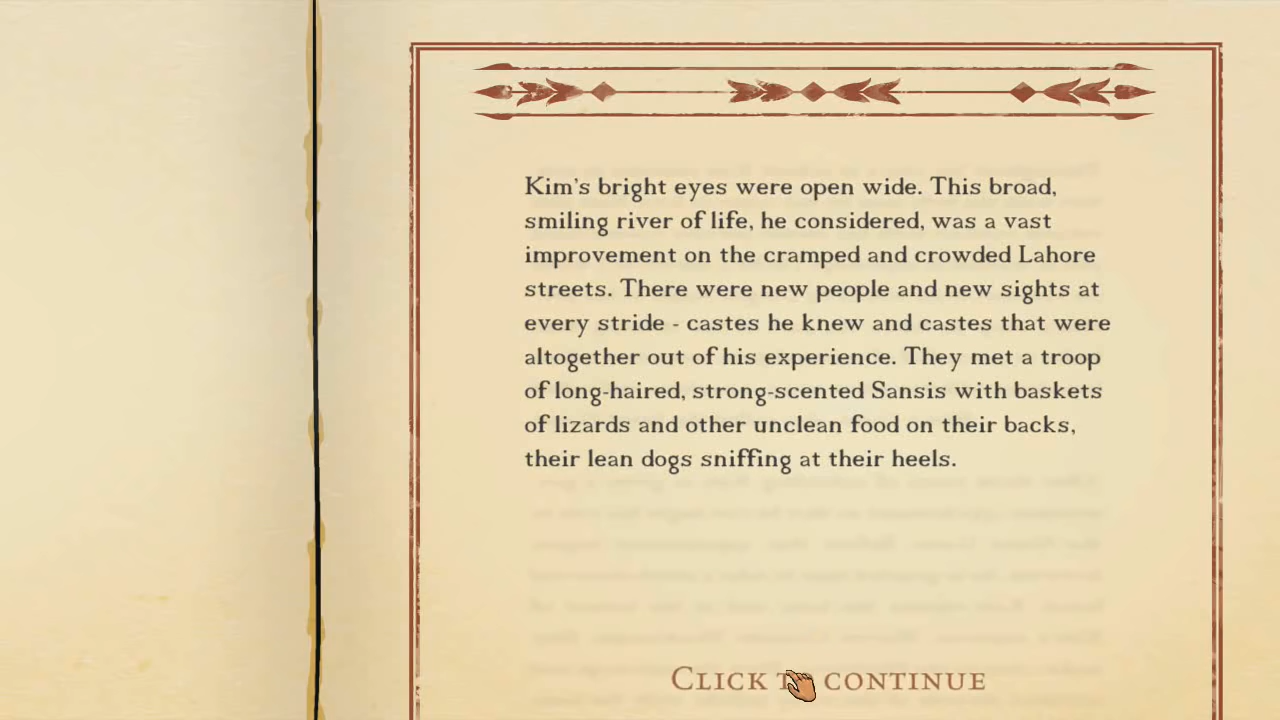 Kim's bright eyes were open wide. This broad,
smiling river of life, he considered, was a vast
improvement on the cramped and crowded Lahore
streets. There were new people and new sights at
every stride - castes he knew and castes that were
altogether out of his experience. They met a troop
of long-haired, strong-scented Sansis with baskets
of lizards and other unclean food on their backs,
their lean dogs sniffing at their heels.
CLICK TO CONTINUE